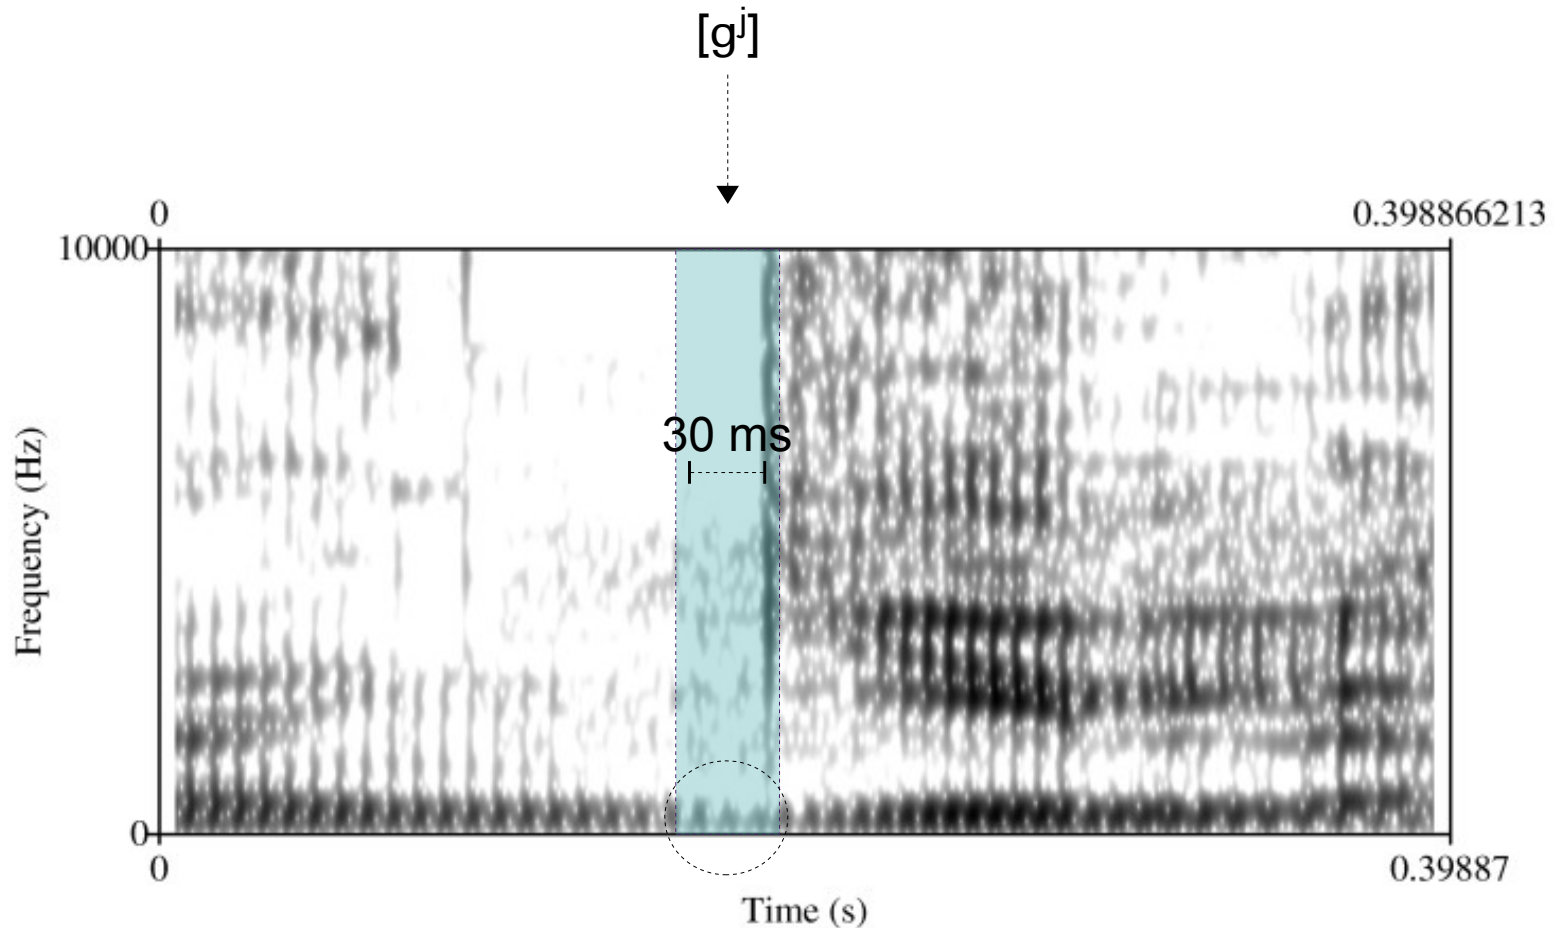 [gʲ]
0 0.398866213
10000
30 ms
Frequency (Hz)
0
0 0.39887
Time (s)